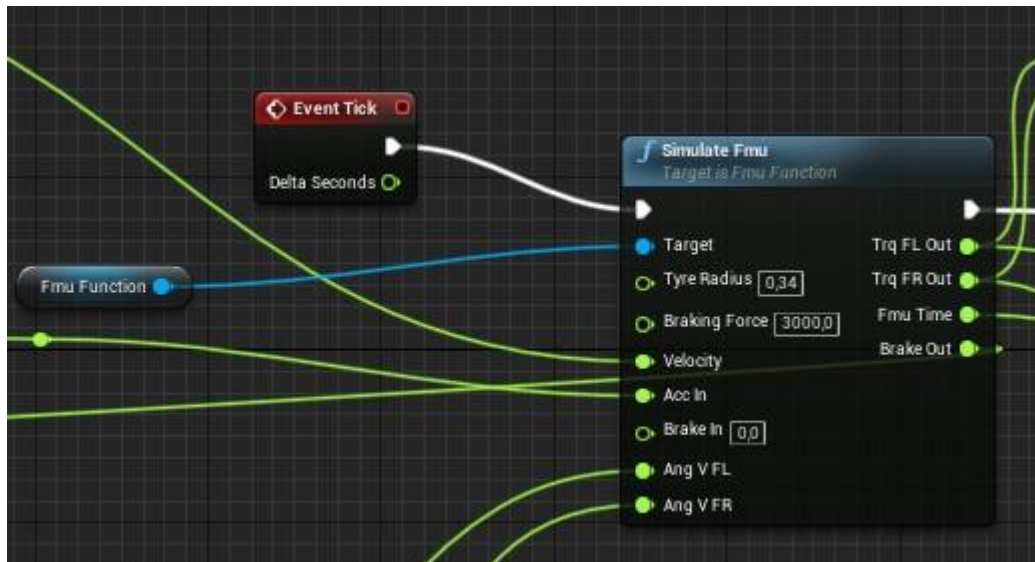 Event Tick
Delta Seconds
Fmu Function
Simulate Fmu
Target is Fmu Function
Target
Trq FL Out
Tyre Radius 0,34
Trq FR Out
Braking Force 3000,0
Fmu Time
Velocity
Brake Out
Acc In
Brake In 0,0
Ang V FL
Ang V FR